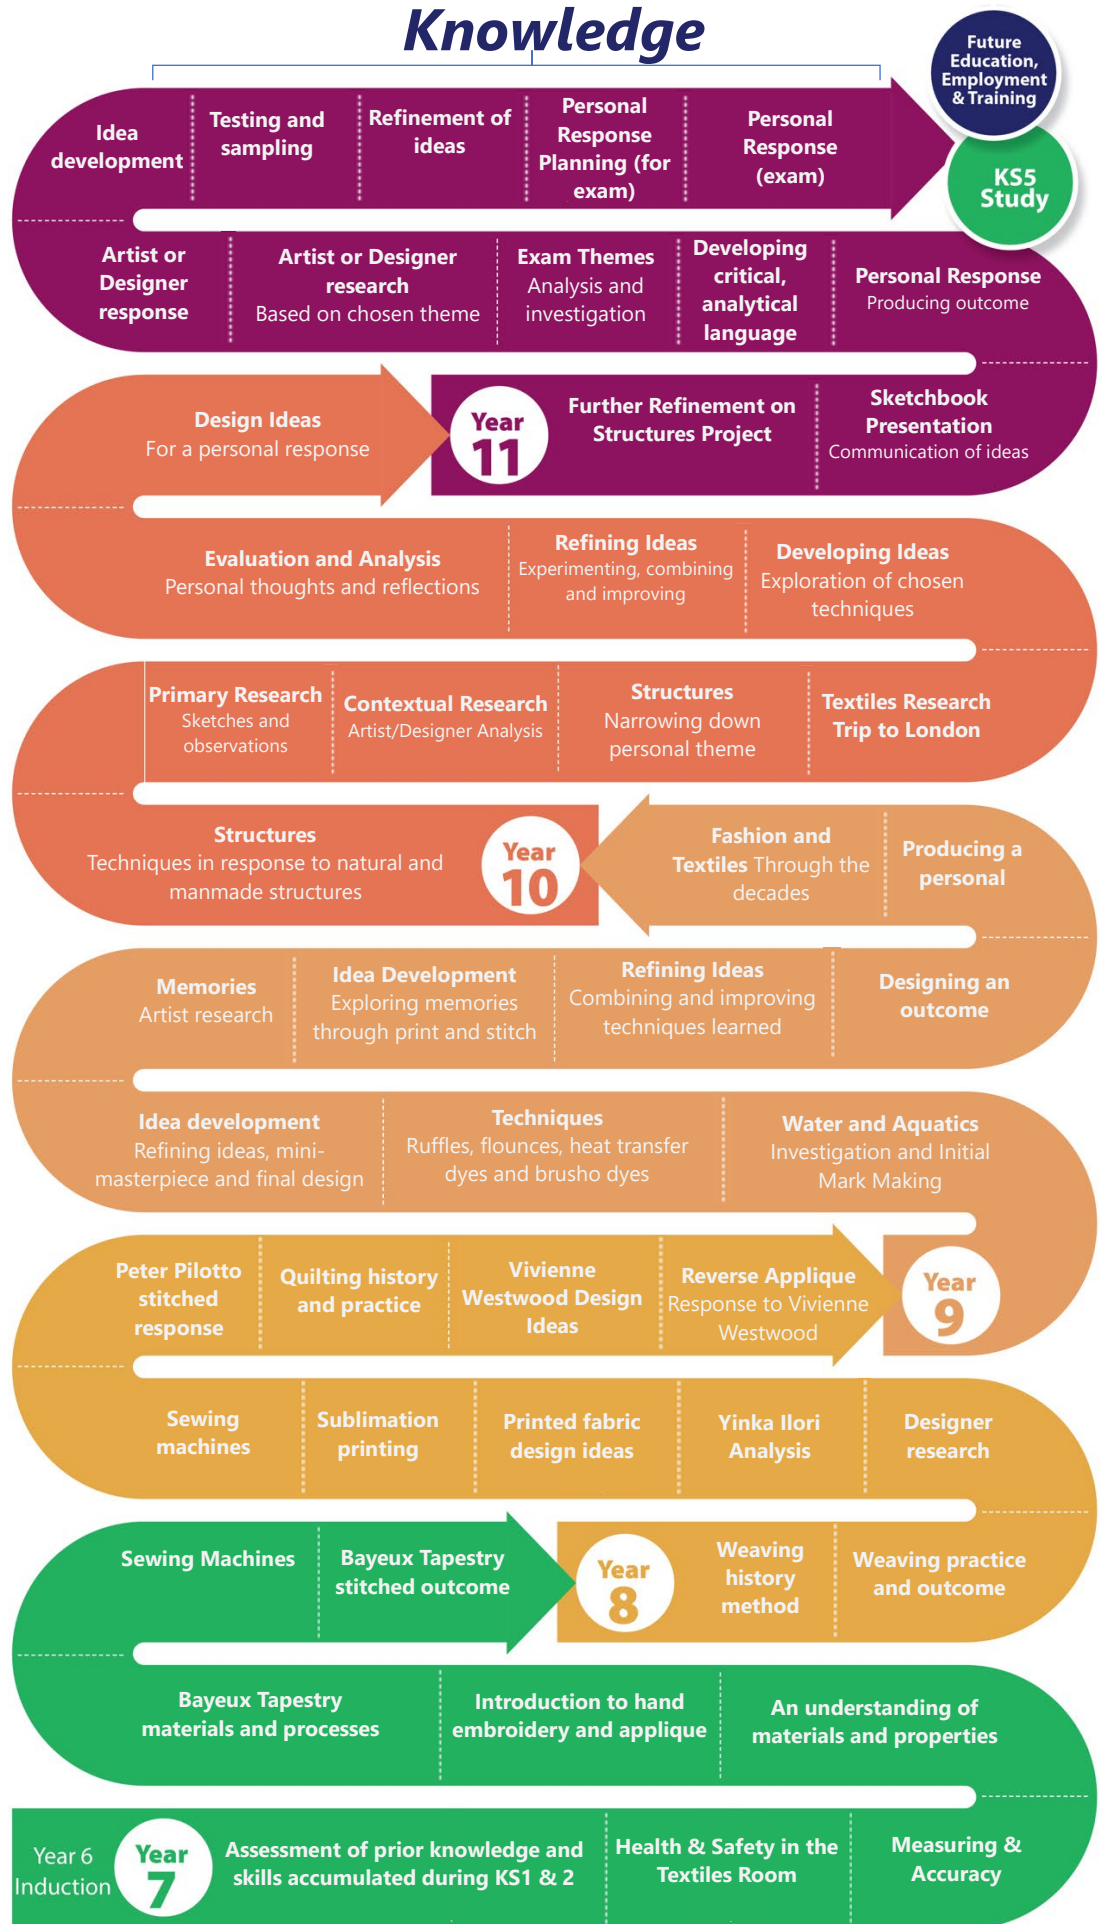 Knowledge
Future
Education,
Employment
& Training
KS5
Study
Idea
development
Testing and
sampling
Refinement of
ideas
Personal
Response
Planning (for
exam)
Personal
Response
(exam)
Artist or
Designer
response
Artist or Designer
research
Based on chosen theme
Exam Themes
Analysis and
investigation
Developing
critical,
analytical
language
Personal Response
Producing outcome
Design Ideas
For a personal response
Year
11
Further Refinement on
Structures Project
Sketchbook
Presentation
Communication of ideas
Evaluation and Analysis
Personal thoughts and reflections
Refining Ideas
Experimenting, combining
and improving
Developing Ideas
Exploration of chosen
techniques
Primary Research
Sketches and
observations
Contextual Research
Artist/Designer Analysis
Structures
Narrowing down
personal theme
Textiles Research
Trip to London
Structures
Techniques in response to natural and
manmade structures
Year
10
Fashion and
Textiles Through the
decades
Producing a
personal
Memories
Artist research
Idea Development
Exploring memories
through print and stitch
Refining Ideas
Combining and improving
techniques learned
Designing an
outcome
Idea development
Refining ideas, mini-
masterpiece and final design
Techniques
Ruffles, flounces, heat transfer
dyes and brusho dyes
Water and Aquatics
Investigation and Initial
Mark Making
Peter Pilotto
stitched
response
Quilting history
and practice
Vivienne
Westwood Design
Ideas
Reverse Applique
Response to Vivienne
Westwood
Year
9
Sewing
machines
Sublimation
printing
Printed fabric
design ideas
Yinka Ilori
Analysis
Designer
research
Sewing Machines
Bayeux Tapestry
stitched outcome
Year
8
Weaving
history
method
Weaving practice
and outcome
Bayeux Tapestry
materials and processes
Introduction to hand
embroidery and applique
An understanding of
materials and properties
Year 6
Induction
Year
7
Assessment of prior knowledge and
skills accumulated during KS1 & 2
Health & Safety in the
Textiles Room
Measuring &
Accuracy